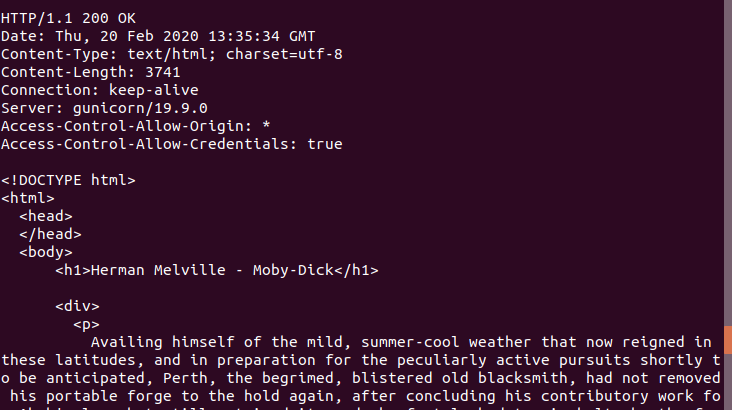 HTTP/1.1 200 OK
Date: Thu, 20 Feb 2020 13:35:34 GMT
Content-Type: text/html; charset=utf-8
Content-Length: 3741
Connection: keep-alive
Server: gunicorn/19.9.0
Access-Control-Allow-Origin: *
Access-Control-Allow-Credentials: true

<!DOCTYPE html>
<html>
  <head>
  </head>
  <body>
      <h1>Herman Melville - Moby-Dick</h1>

      <div>
        <p>
          Availing himself of the mild, summer-cool weather that now reigned in
these latitudes, and in preparation for the peculiarly active pursuits shortly t
o be anticipated, Perth, the begrimed, blistered old blacksmith, had not removed
 his portable forge to the hold again, after concluding his contributory work fo